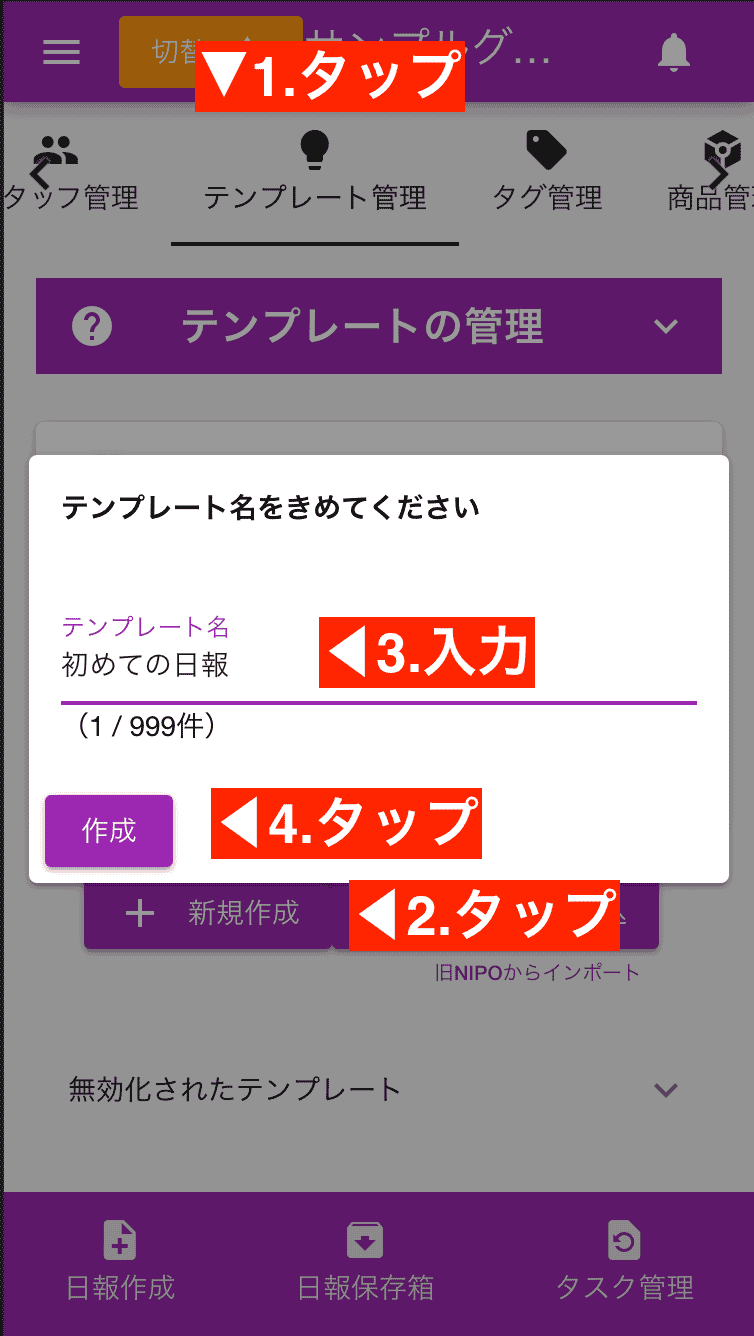 切替
サンプルグ...
▼1.タップ
タッフ管理
テンプレート管理
タグ管理
商品管理
テンプレートの管理
テンプレート名をきめてください
テンプレート名
初めての日報
◀3.入力
(1 / 999件)
作成
◀4.タップ
新規作成
◀2.タップ
旧NIPOからインポート
無効化されたテンプレート
日報作成
日報保存箱
タスク管理